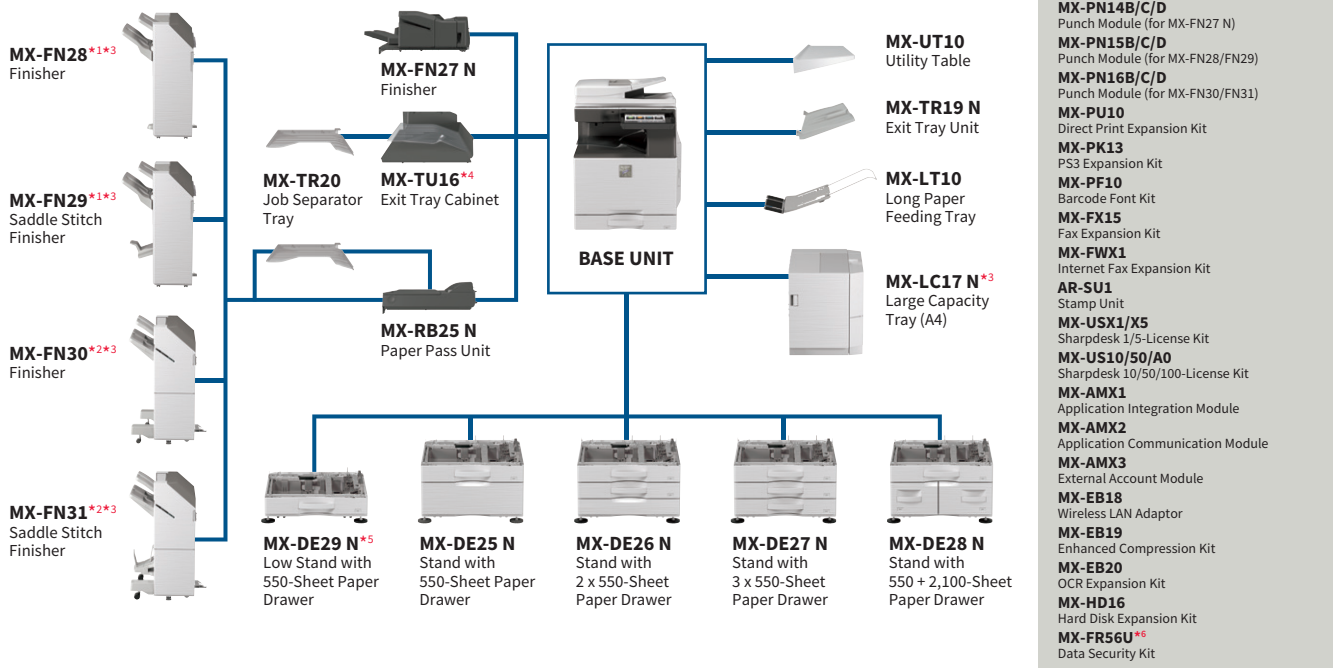 MX-FN28*1*3
Finisher
MX-FN29*1*3
Saddle Stitch
Finisher
MX-FN30*2*3
Finisher
MX-FN31*2*3
Saddle Stitch
Finisher
MX-FN27 N
Finisher
MX-TR20
Job Separator
Tray
MX-TU16*4
Exit Tray Cabinet
MX-RB25 N
Paper Pass Unit
BASE UNIT
MX-UT10
Utility Table
MX-TR19 N
Exit Tray Unit
MX-LT10
Long Paper
Feeding Tray
MX-LC17 N*3
Large Capacity
Tray (A4)
MX-DE29 N*5
Low Stand with
550-Sheet Paper
Drawer
MX-DE25 N
Stand with
550-Sheet Paper
Drawer
MX-DE26 N
Stand with
2 x 550-Sheet
Paper Drawer
MX-DE27 N
Stand with
3 x 550-Sheet
Paper Drawer
MX-DE28 N
Stand with
550 + 2,100-Sheet
Paper Drawer
MX-PN14B/C/D
Punch Module (for MX-FN27 N)
MX-PN15B/C/D
Punch Module (for MX-FN28/FN29)
MX-PN16B/C/D
Punch Module (for MX-FN30/FN31)
MX-PU10
Direct Print Expansion Kit
MX-PK13
PS3 Expansion Kit
MX-PF10
Barcode Font Kit
MX-FX15
Fax Expansion Kit
MX-FWX1
Internet Fax Expansion Kit
AR-SU1
Stamp Unit
MX-USX1/X5
Sharpdesk 1/5-License Kit
MX-US10/50/A0
Sharpdesk 10/50/100-License Kit
MX-AMX1
Application Integration Module
MX-AMX2
Application Communication Module
MX-AMX3
External Account Module
MX-EB18
Wireless LAN Adaptor
MX-EB19
Enhanced Compression Kit
MX-EB20
OCR Expansion Kit
MX-HD16
Hard Disk Expansion Kit
MX-FR56U*6
Data Security Kit